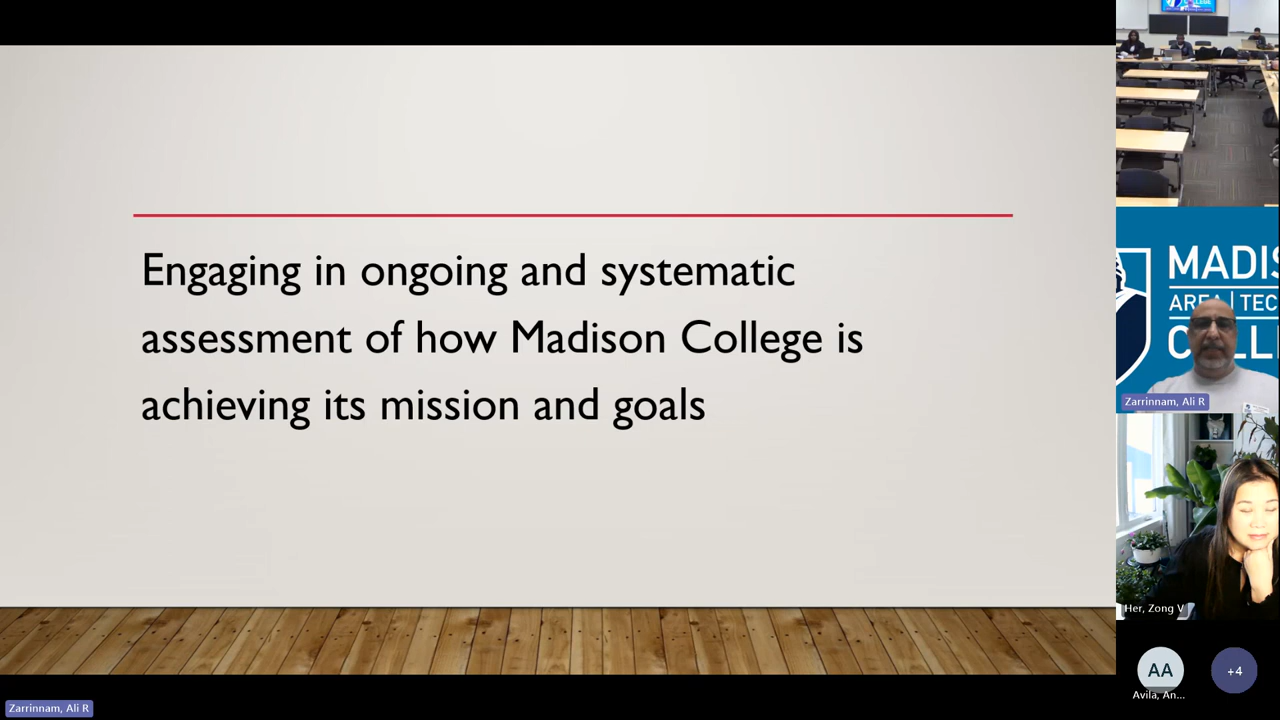 Engaging in ongoing and systematic
assessment of how Madison College is
achieving its mission and goals
MADIS
AREA | TEC
Zarrinnam, Ali R
Her, Zong V
AA
+4
Avila, An...
Zarrinnam, Ali R